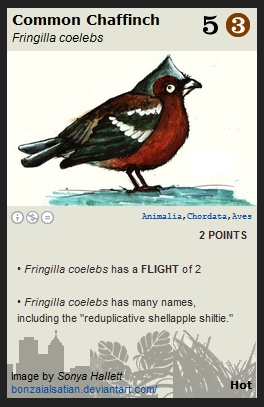 Common Chaffinch
5 3
Fringilla coelebs
Animalia,Chordata,Aves
2 POINTS
• Fringilla coelebs has a FLIGHT of 2
• Fringilla coelebs has many names,
including the "reduplicative shellapple shiltie."
Image by Sonya Hallett
bonzaialsatian.deviantart.com/
Hot